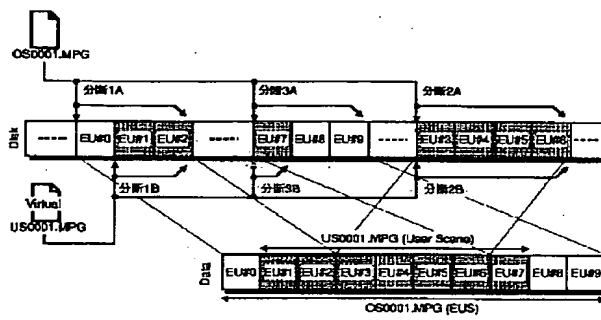 OS0001.MPG
分断1A
分断3A
分断2A
Disk
EU#0
EU#1
EU#2
EU#7
EU#8
EU#9
EU#3
EU#4
EU#5
EU#6
Virtual
US0001.MPG
分断1B
分断3B
分断2B
US0001.MPG (User Scene)
Data
EU#0
EU#1
EU#2
EU#3
EU#4
EU#5
EU#6
EU#7
EU#8
EU#9
OS0001.MPG (EUS)